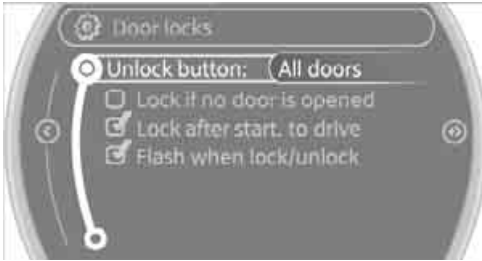 Door locks
Unlock button: All doors
Lock if no door is opened
Lock after start. to drive
Flash when lock/unlock